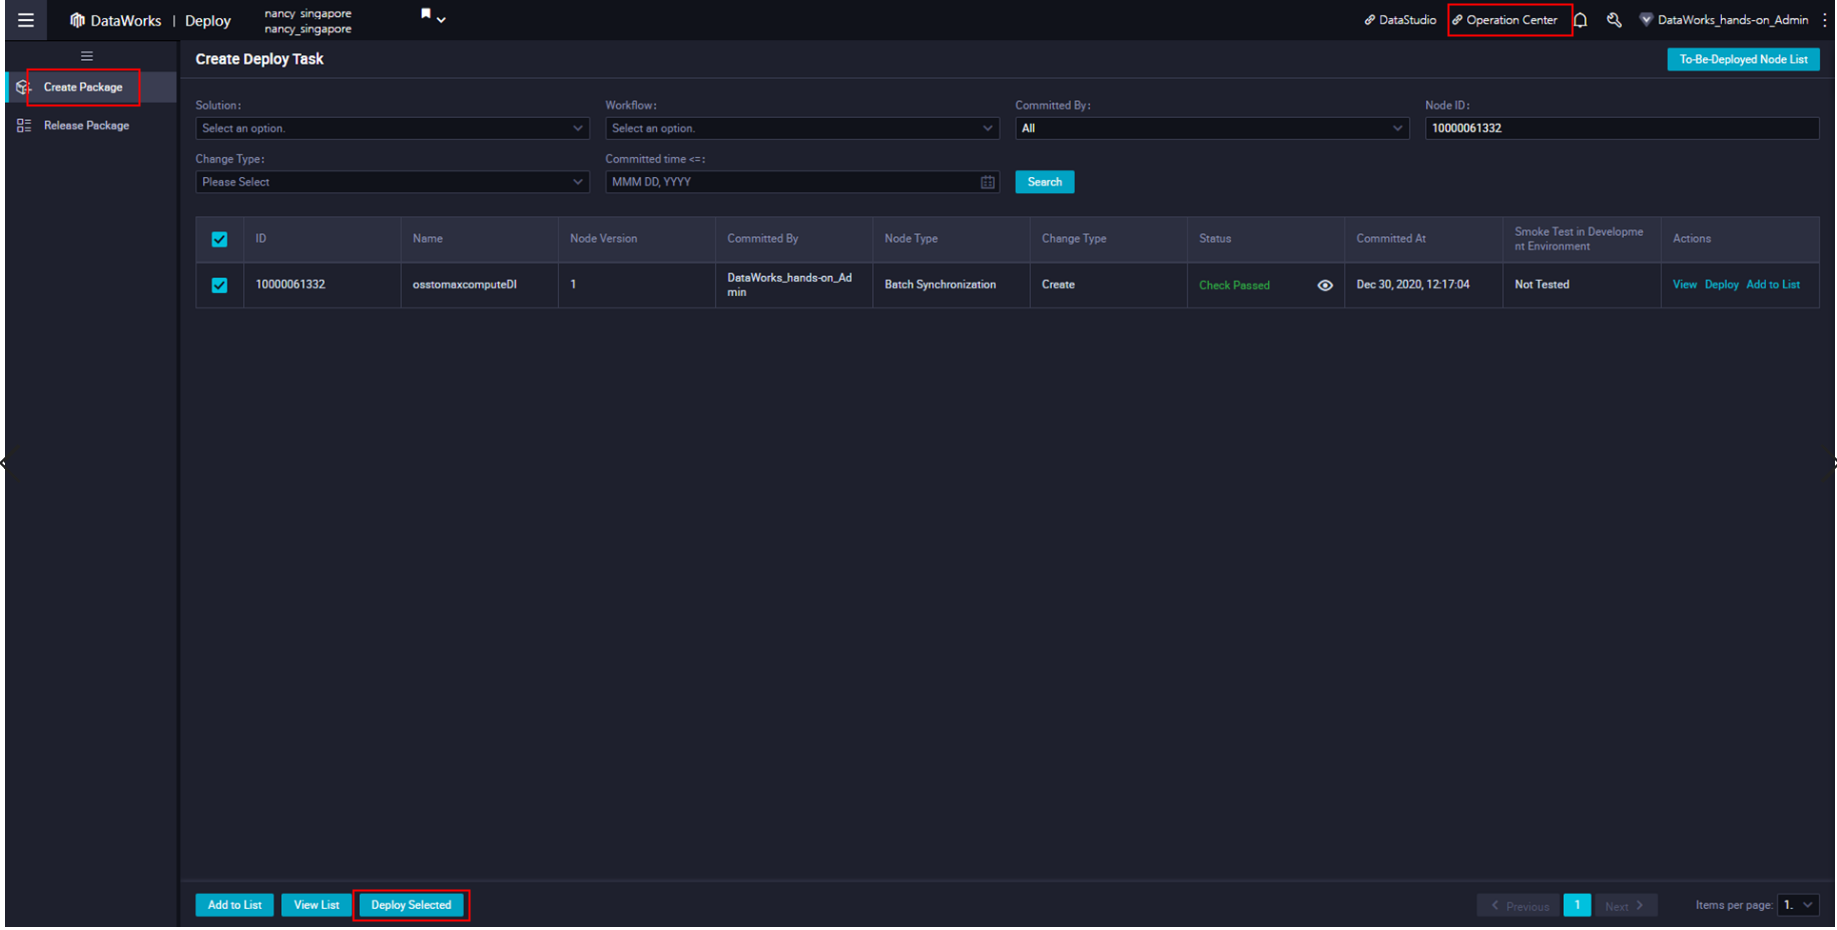 DataWorks | Deploy
nancy singapore
nancy_singapore
DataStudio
Operation Center
DataWorks_hands-on_Admin
Create Package
Release Package
Create Deploy Task
To-Be-Deployed Node List
Solution:
Workflow:
Committed By:
Node ID:
Select an option.
Select an option.
All
10000061332
Change Type:
Committed time <=:
Please Select
MMM DD, YYYY
Search
ID
Name
Node Version
Committed By
Node Type
Change Type
Status
Committed At
Smoke Test in Developme
nt Environment
Actions
10000061332
osstomaxcomputeDI
1
DataWorks_hands-on_Ad
min
Batch Synchronization
Create
Check Passed
Dec 30, 2020, 12:17:04
Not Tested
View Deploy Add to List
Add to List
View List
Deploy Selected
Previous
1
Next
Items per page:
1.